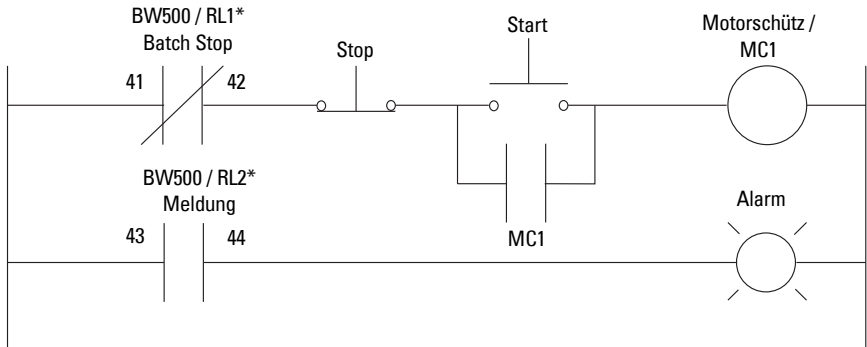 BW500 / RL1*
Batch Stop
41
42
Stop
Start
Motorschütz /
MC1
MC1
BW500 / RL2*
Meldung
43
44
Alarm